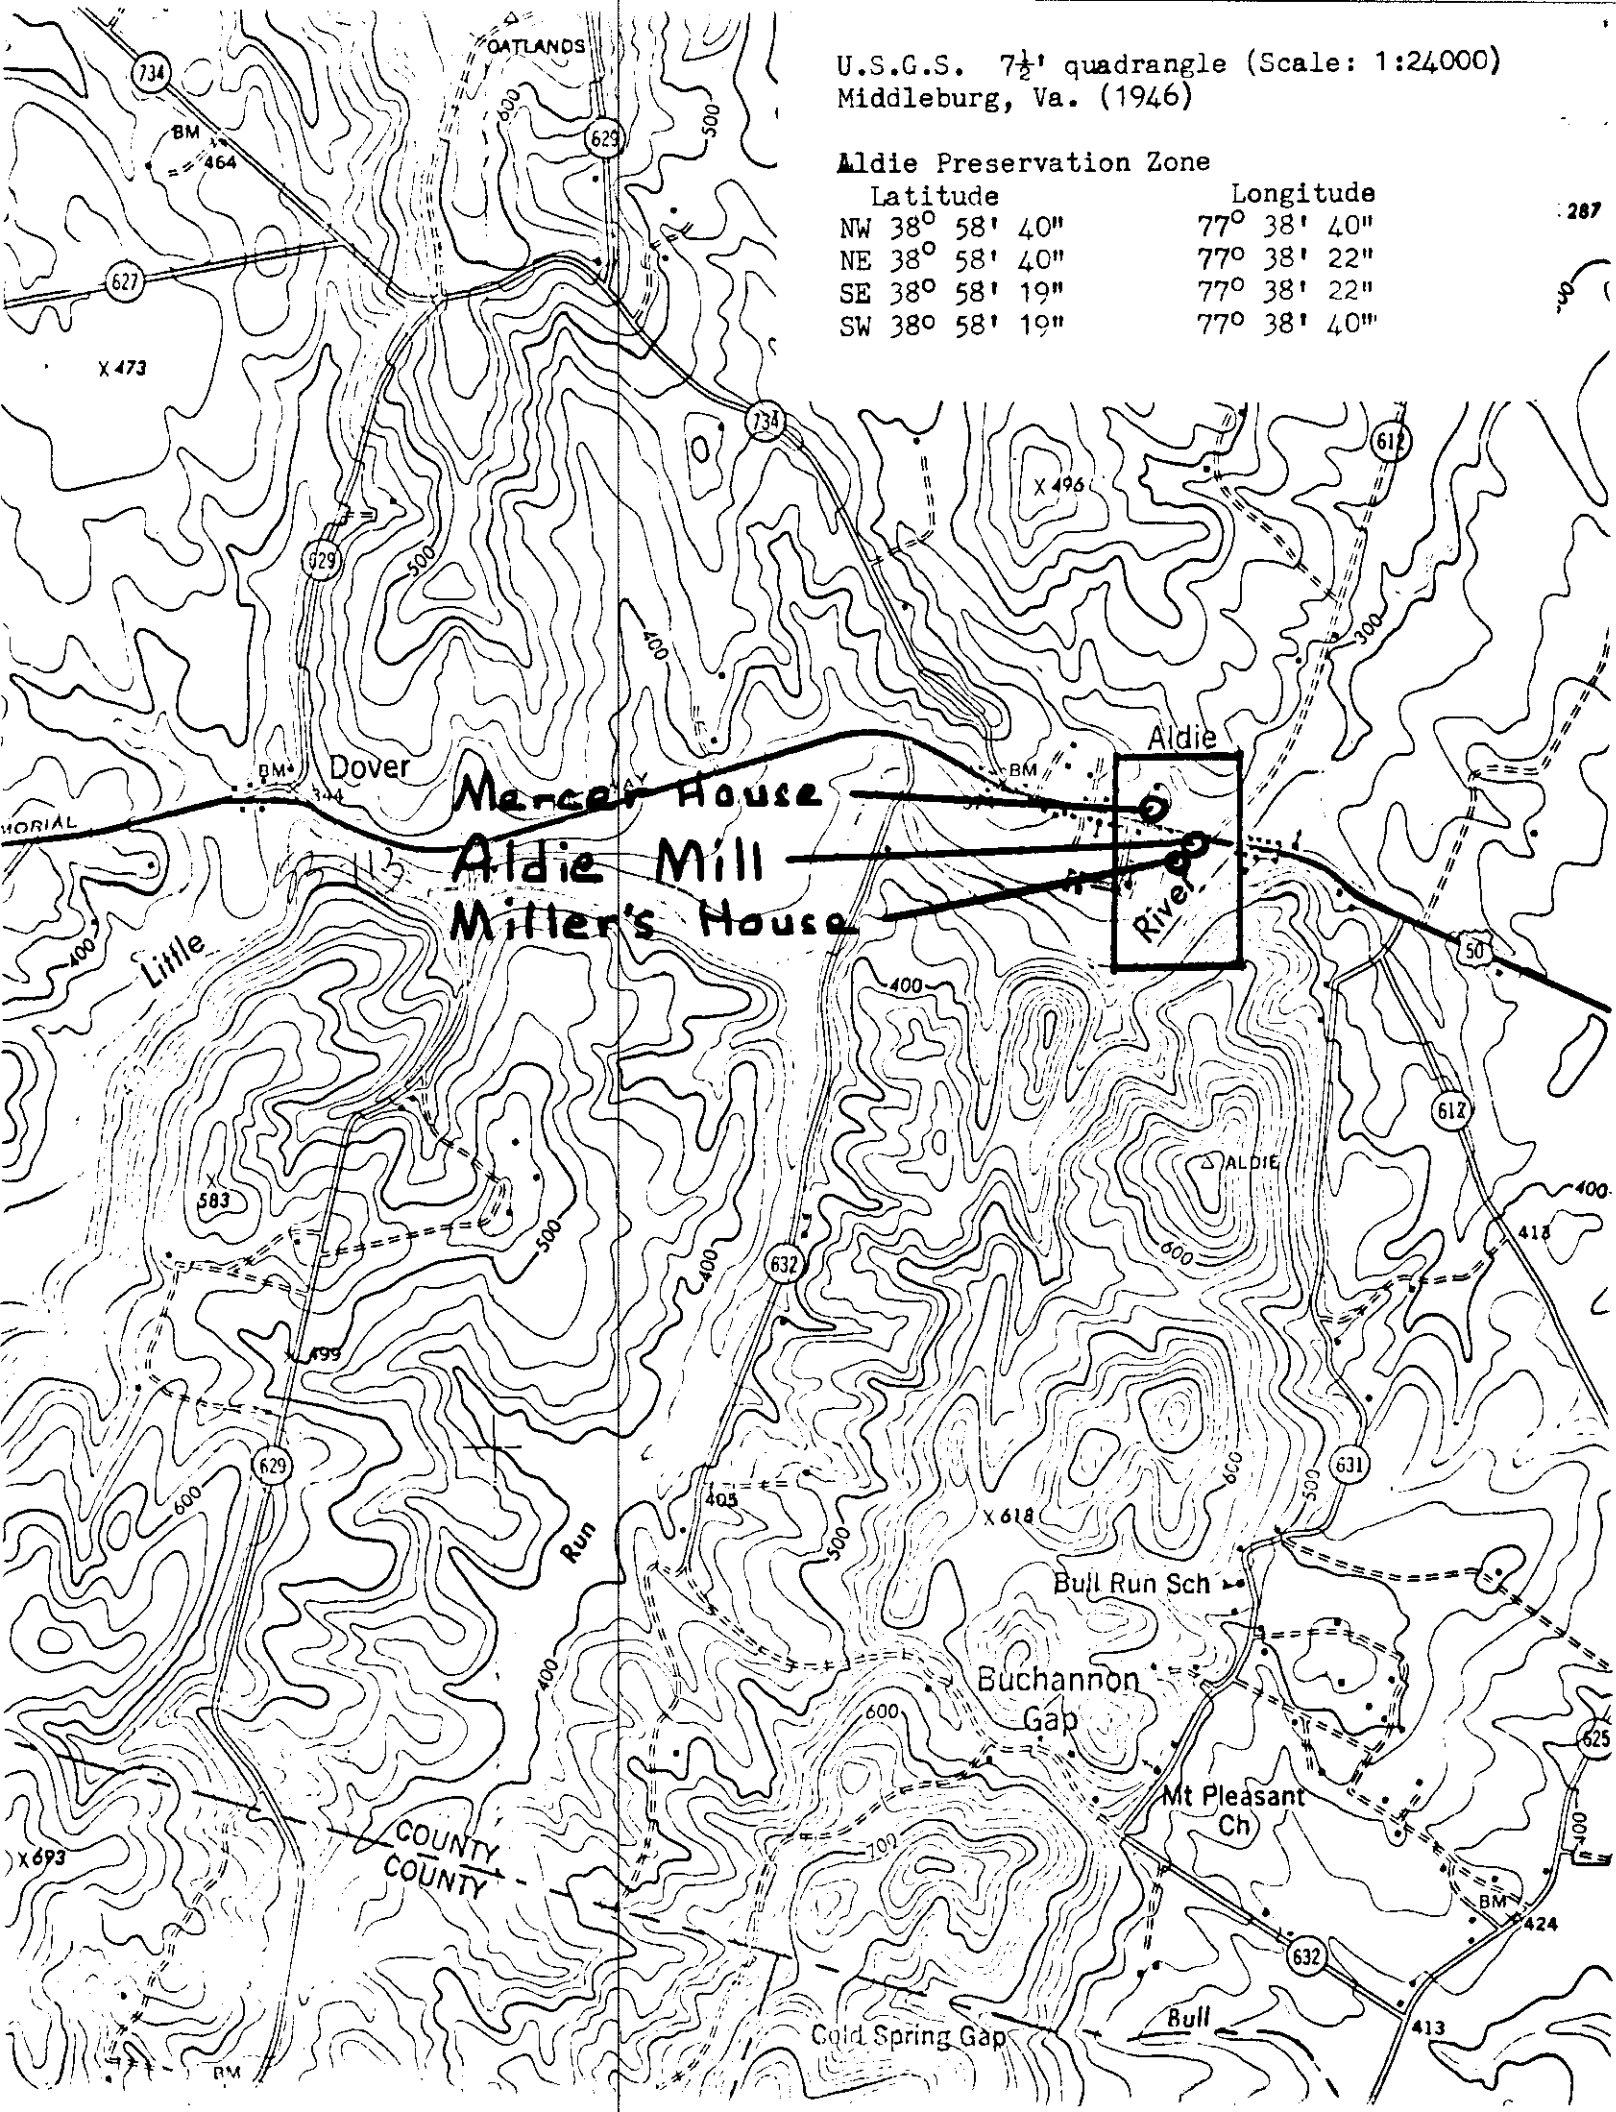 U.S.G.S. 7½' quadrangle (Scale: 1:24000)
Middleburg, Va. (1946)
Aldie Preservation Zone
Latitude Longitude
NW 38° 58' 40" 77° 38' 40"
NE 38° 58' 40" 77° 38' 22"
SE 38° 58' 19" 77° 38' 22"
SW 38° 58' 19" 77° 38' 40"
287
OATLANDS
734
BM
464
600
629
500
627
X 473
734
612
X 496
629
500
400
300
Aldie
BM
Dover
344
BM
MORIAL
Mercer House
Aldie Mill
53-113
Miller's House
River
Little
400
400
50
612
583
ALDIE
400
413
500
400
632
600
499
629
600
405
Run
500
X 618
600
500
631
Bull Run Sch
400
Buchannon
Gap
600
625
Mt Pleasant
Ch
400
COUNTY
COUNTY
X 693
700
BM
424
632
Bull
413
Cold Spring Gap
BM